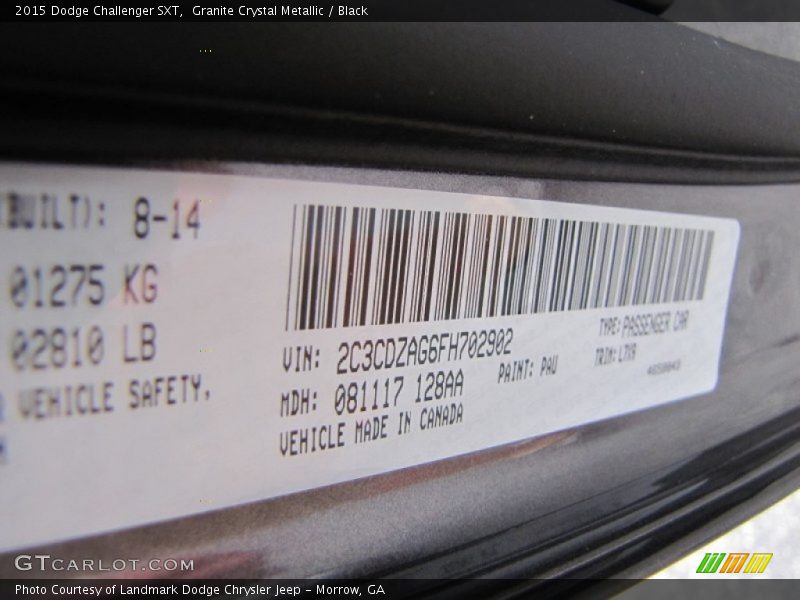 2015 Dodge Challenger SXT, Granite Crystal Metallic / Black
BUILT): 8-14
01275 KG
02810 LB
VEHICLE SAFETY,
VIN: 2C3CDZAG6FH702902
TYPE: PASSENGER CAR
MDH: 081117 128AA
PAINT: PAU
TRIM: L7X9
VEHICLE MADE IN CANADA
GTCARLOT.COM
Photo Courtesy of Landmark Dodge Chrysler Jeep - Morrow, GA